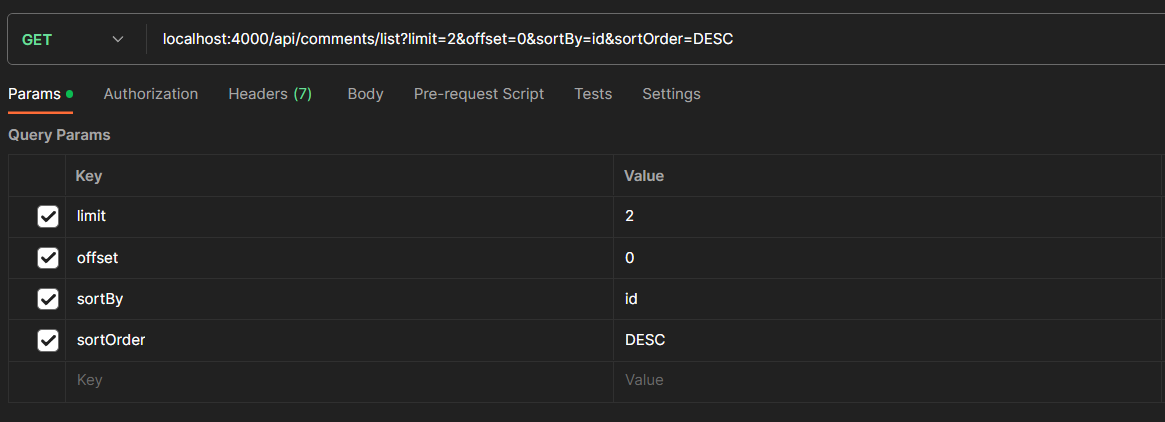 GET localhost:4000/api/comments/list?limit=2&offset=0&sortBy=id&sortOrder=DESC
Params Authorization Headers (7) Body Pre-request Script Tests Settings
Query Params
Key Value
limit 2
offset 0
sortBy id
sortOrder DESC
Key Value